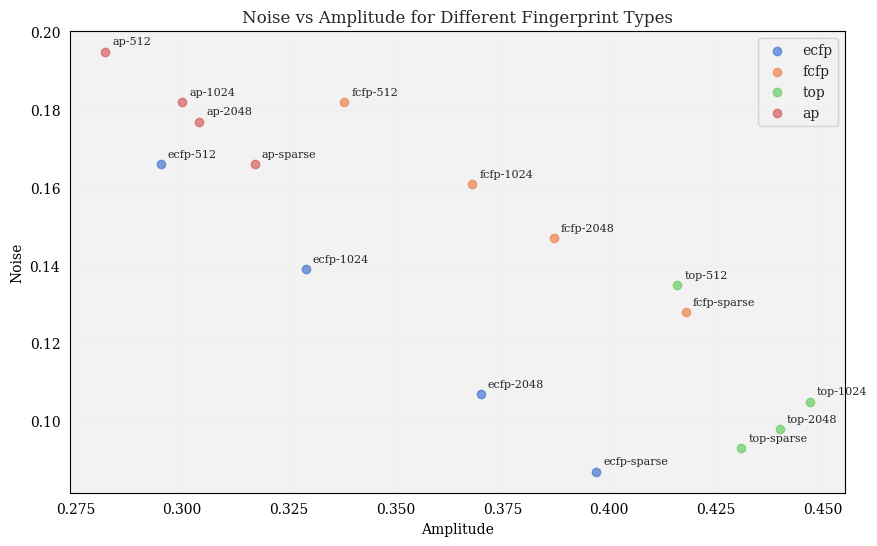 Noise vs Amplitude for Different Fingerprint Types
0.20
ap-512
ecfp
fcfp
top
ap
ap-1024
fcfp-512
0.18
ap-2048
ecfp-512
ap-sparse
0.16
fcfp-1024
fcfp-2048
Noise
ecfp-1024
0.14
top-512
fcfp-sparse
0.12
ecfp-2048
top-1024
0.10
top-2048
top-sparse
ecfp-sparse
0.275 0.300 0.325 0.350 0.375 0.400 0.425 0.450
Amplitude